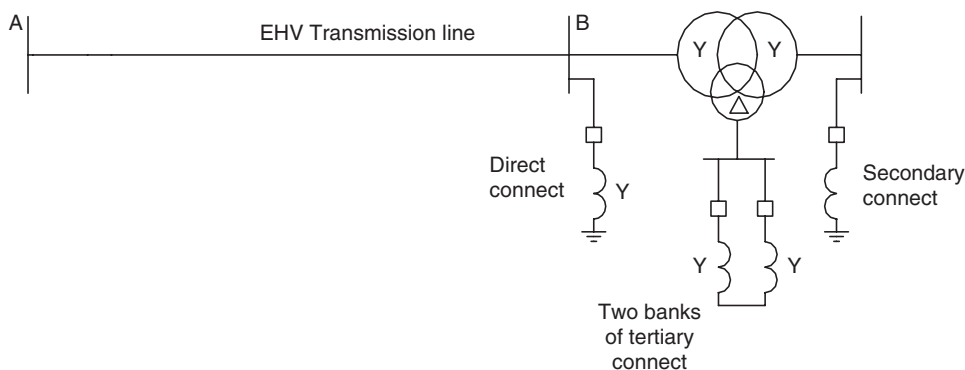 A
EHV Transmission line
B
Y
Y
Direct
connect
Y
Secondary
connect
Y
Y
Two banks
of tertiary
connect